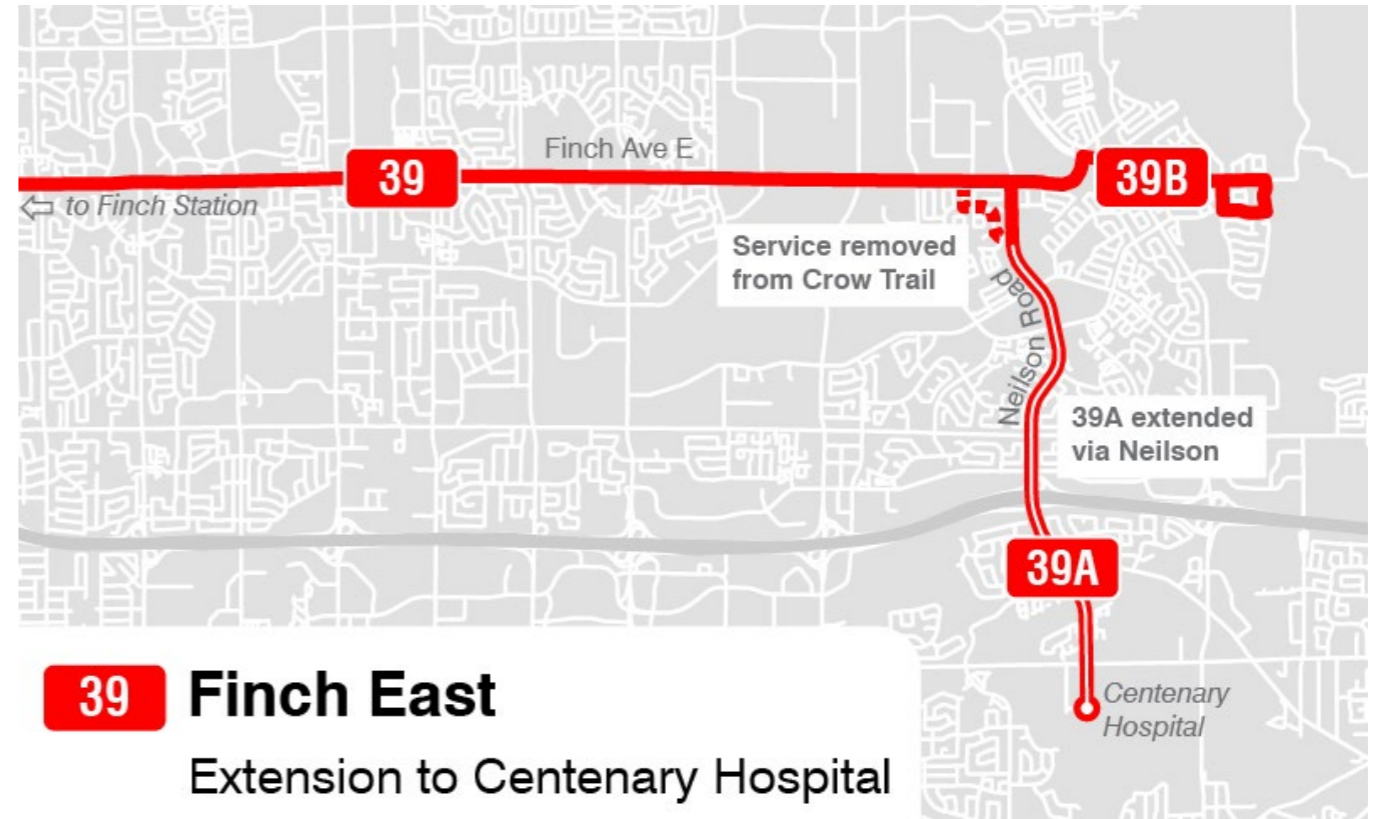 Finch Ave E
39
39B
to Finch Station
Service removed
from Crow Trail
Neilson Road
39A extended
via Neilson
39A
Centenary
Hospital
39 Finch East
Extension to Centenary Hospital